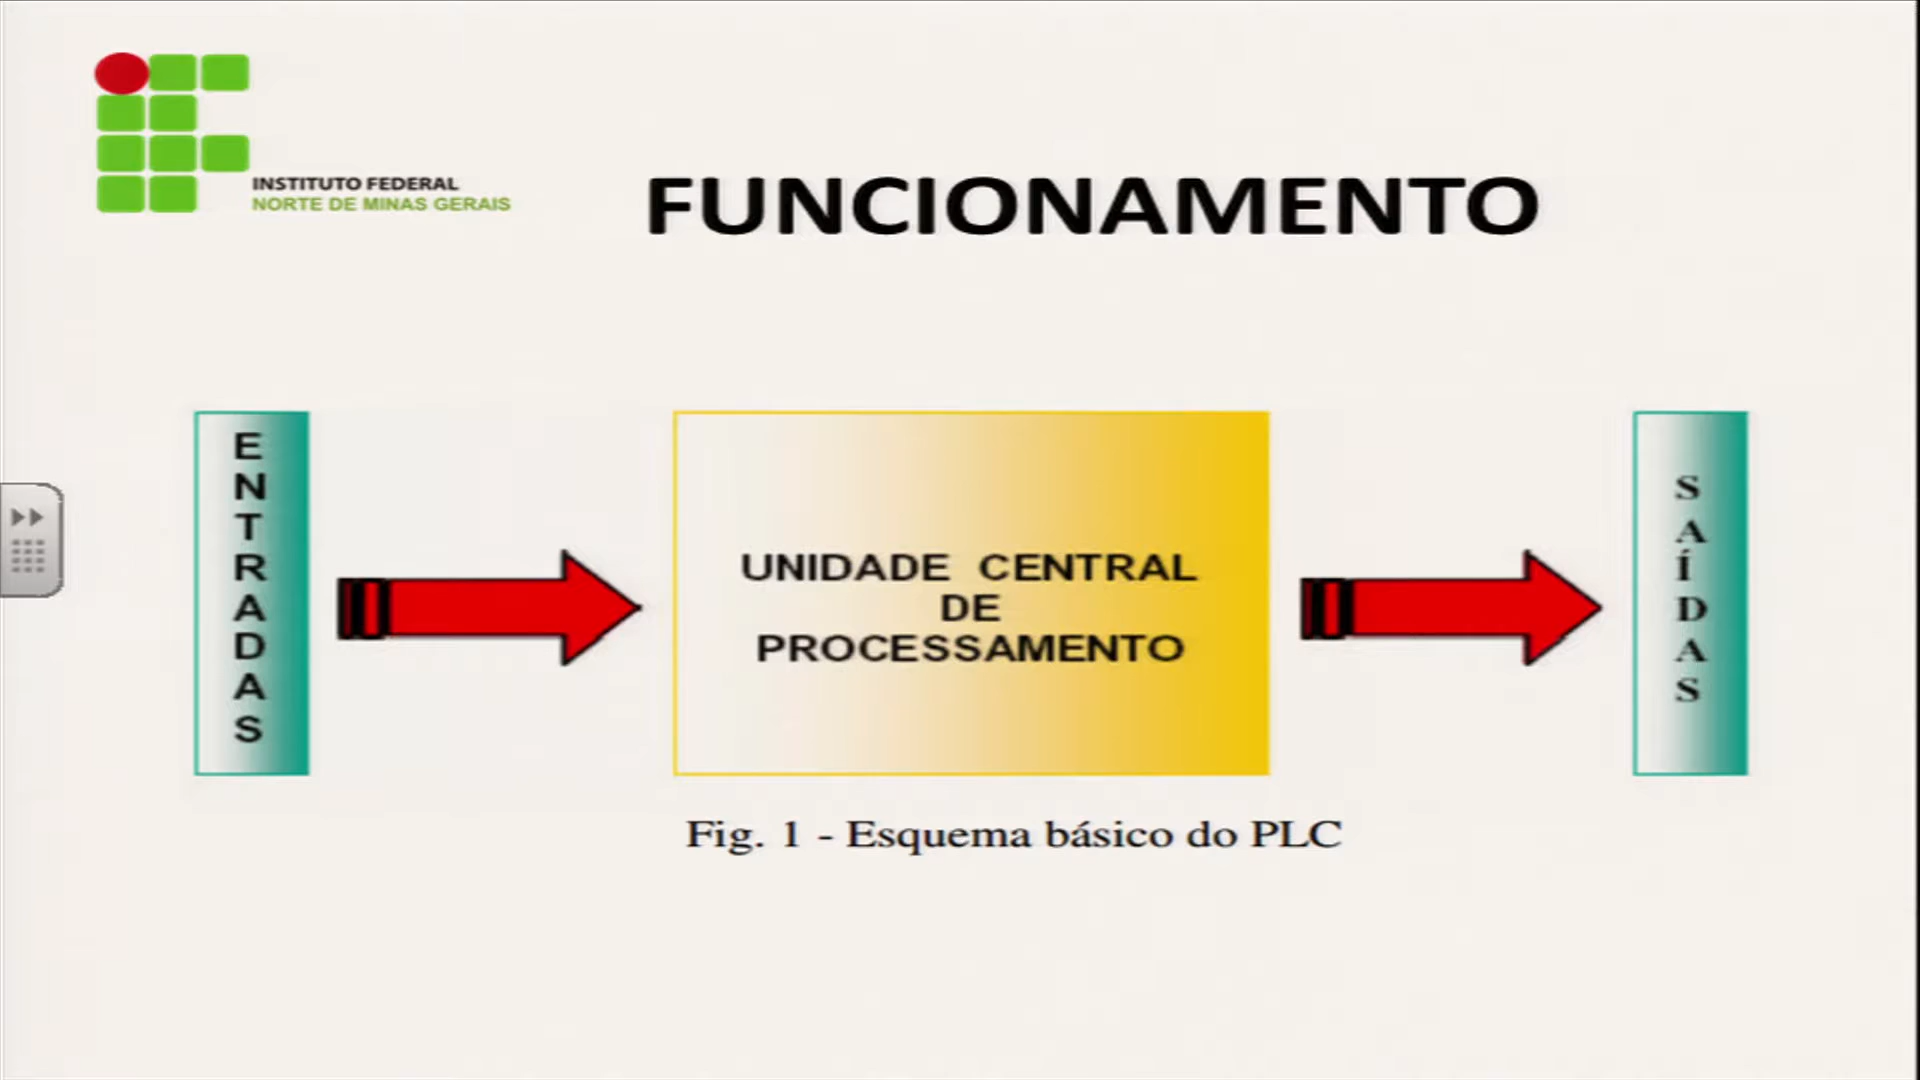 INSTITUTO FEDERAL
NORTE DE MINAS GERAIS
FUNCIONAMENTO
ENTRADAS
UNIDADE CENTRAL
DE
PROCESSAMENTO
SAÍDAS
Fig. 1 - Esquema básico do PLC